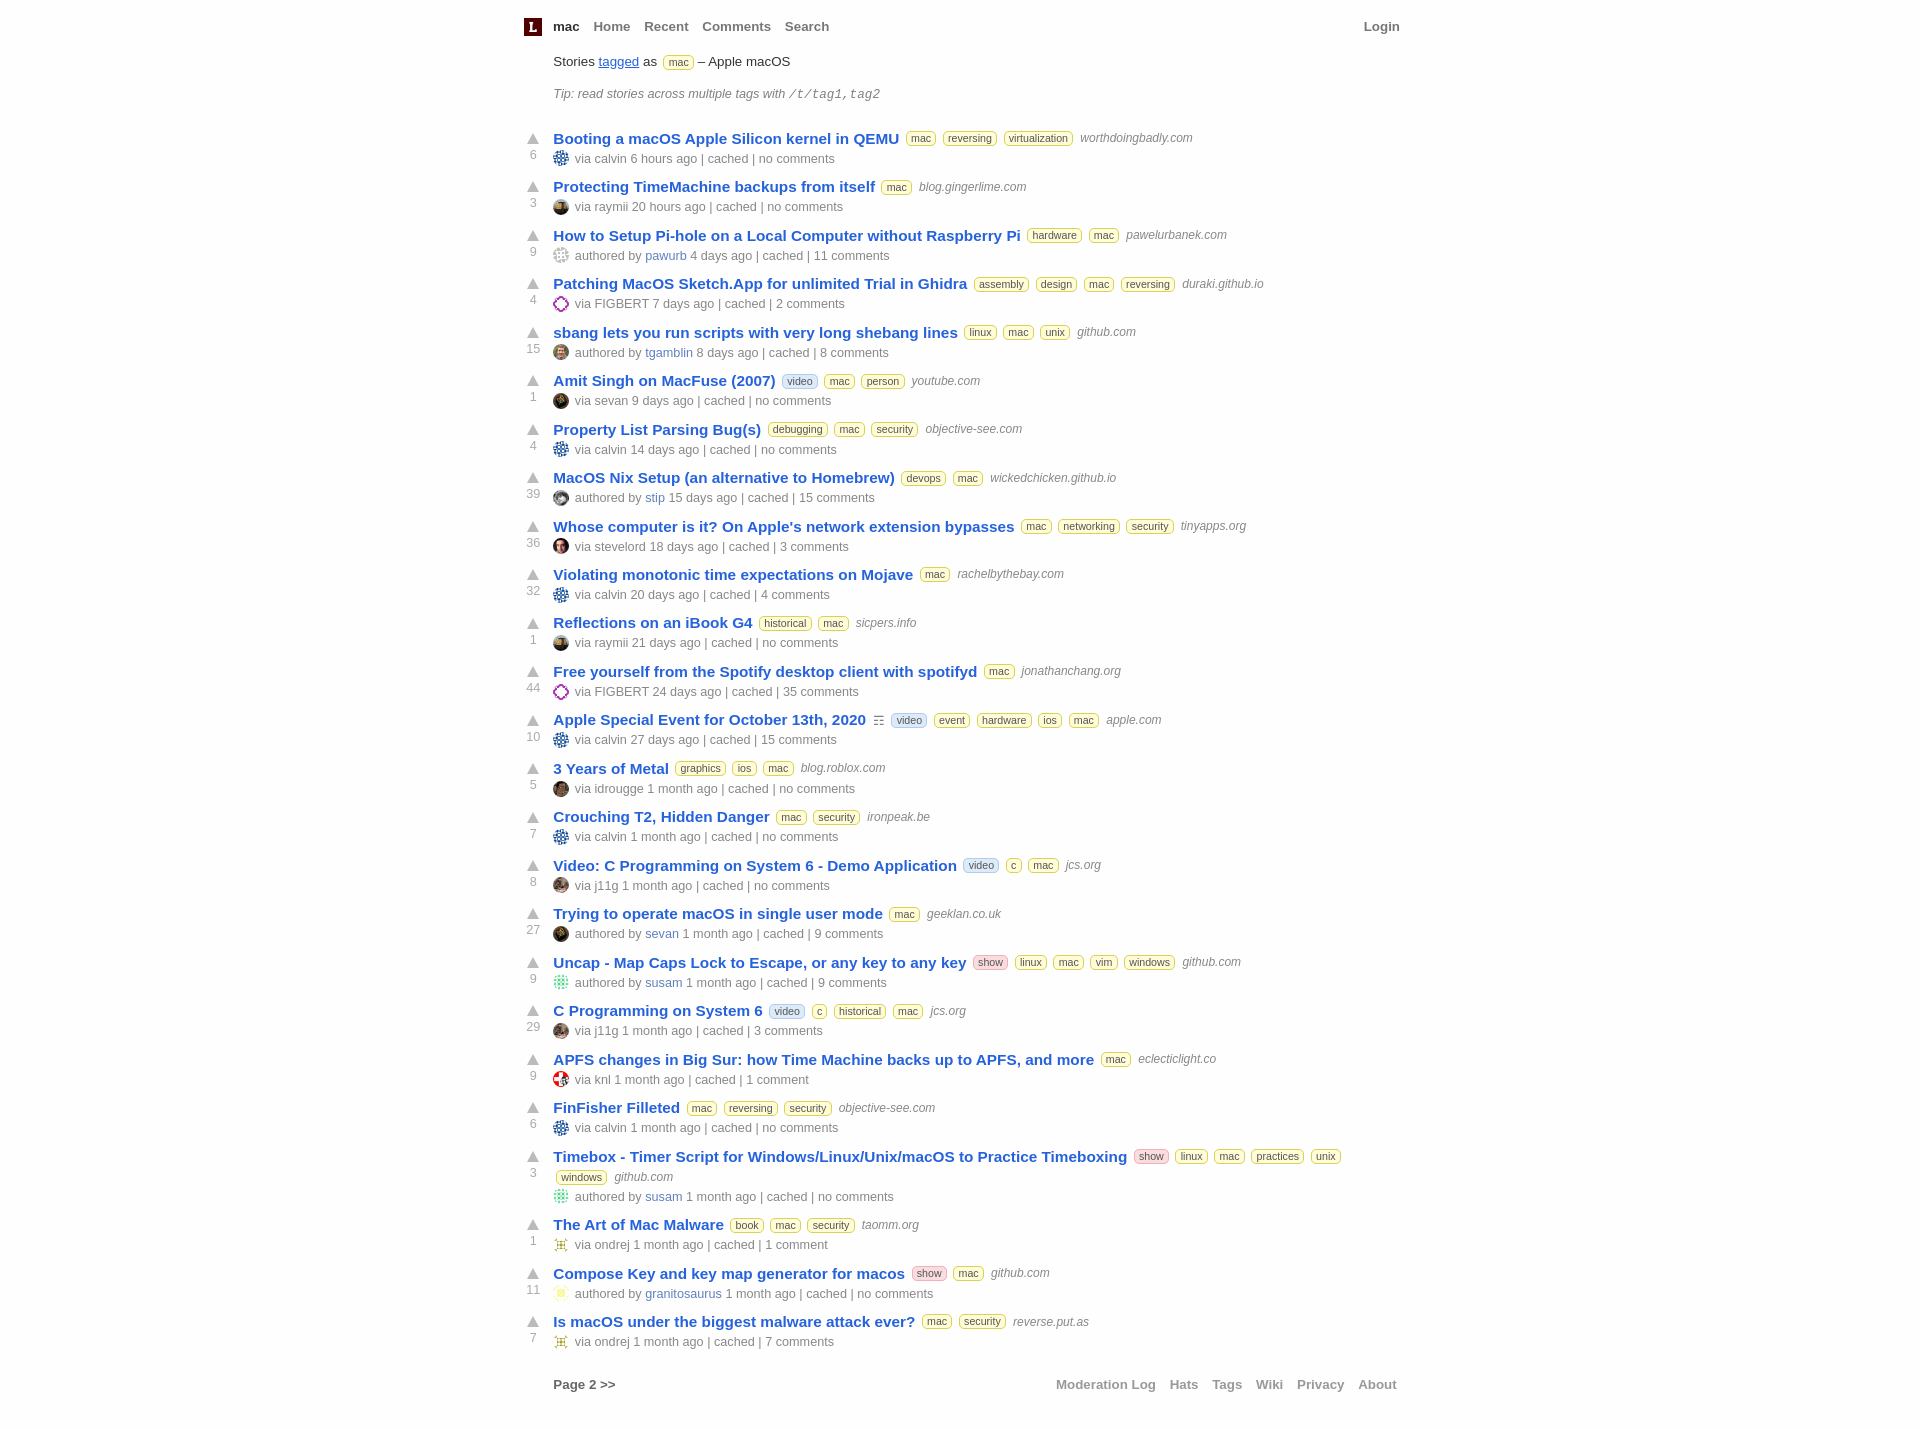 L mac Home Recent Comments Search Login
Stories tagged as mac – Apple macOS
Tip: read stories across multiple tags with /t/tag1,tag2
Booting a macOS Apple Silicon kernel in QEMU mac reversing virtualization worthdoingbadly.com
6 via calvin 6 hours ago | cached | no comments
Protecting TimeMachine backups from itself mac blog.gingerlime.com
3 via raymii 20 hours ago | cached | no comments
How to Setup Pi-hole on a Local Computer without Raspberry Pi hardware mac pawelurbanek.com
9 authored by pawurb 4 days ago | cached | 11 comments
Patching MacOS Sketch.App for unlimited Trial in Ghidra assembly design mac reversing duraki.github.io
4 via FIGBERT 7 days ago | cached | 2 comments
sbang lets you run scripts with very long shebang lines linux mac unix github.com
15 authored by tgamblin 8 days ago | cached | 8 comments
Amit Singh on MacFuse (2007) video mac person youtube.com
1 via sevan 9 days ago | cached | no comments
Property List Parsing Bug(s) debugging mac security objective-see.com
4 via calvin 14 days ago | cached | no comments
MacOS Nix Setup (an alternative to Homebrew) devops mac wickedchicken.github.io
39 authored by stip 15 days ago | cached | 15 comments
Whose computer is it? On Apple's network extension bypasses mac networking security tinyapps.org
36 via stevelord 18 days ago | cached | 3 comments
Violating monotonic time expectations on Mojave mac rachelbythebay.com
32 via calvin 20 days ago | cached | 4 comments
Reflections on an iBook G4 historical mac sicpers.info
1 via raymii 21 days ago | cached | no comments
Free yourself from the Spotify desktop client with spotifyd mac jonathanchang.org
44 via FIGBERT 24 days ago | cached | 35 comments
Apple Special Event for October 13th, 2020 ☶ video event hardware ios mac apple.com
10 via calvin 27 days ago | cached | 15 comments
3 Years of Metal graphics ios mac blog.roblox.com
5 via idrougge 1 month ago | cached | no comments
Crouching T2, Hidden Danger mac security ironpeak.be
7 via calvin 1 month ago | cached | no comments
Video: C Programming on System 6 - Demo Application video c mac jcs.org
8 via j11g 1 month ago | cached | no comments
Trying to operate macOS in single user mode mac geeklan.co.uk
27 authored by sevan 1 month ago | cached | 9 comments
Uncap - Map Caps Lock to Escape, or any key to any key show linux mac vim windows github.com
9 authored by susam 1 month ago | cached | 9 comments
C Programming on System 6 video c historical mac jcs.org
29 via j11g 1 month ago | cached | 3 comments
APFS changes in Big Sur: how Time Machine backs up to APFS, and more mac eclecticlight.co
9 via knl 1 month ago | cached | 1 comment
FinFisher Filleted mac reversing security objective-see.com
6 via calvin 1 month ago | cached | no comments
Timebox - Timer Script for Windows/Linux/Unix/macOS to Practice Timeboxing show linux mac practices unix
3 windows github.com
authored by susam 1 month ago | cached | no comments
The Art of Mac Malware book mac security taomm.org
1 via ondrej 1 month ago | cached | 1 comment
Compose Key and key map generator for macos show mac github.com
11 authored by granitosaurus 1 month ago | cached | no comments
Is macOS under the biggest malware attack ever? mac security reverse.put.as
7 via ondrej 1 month ago | cached | 7 comments
Page 2 >> Moderation Log Hats Tags Wiki Privacy About